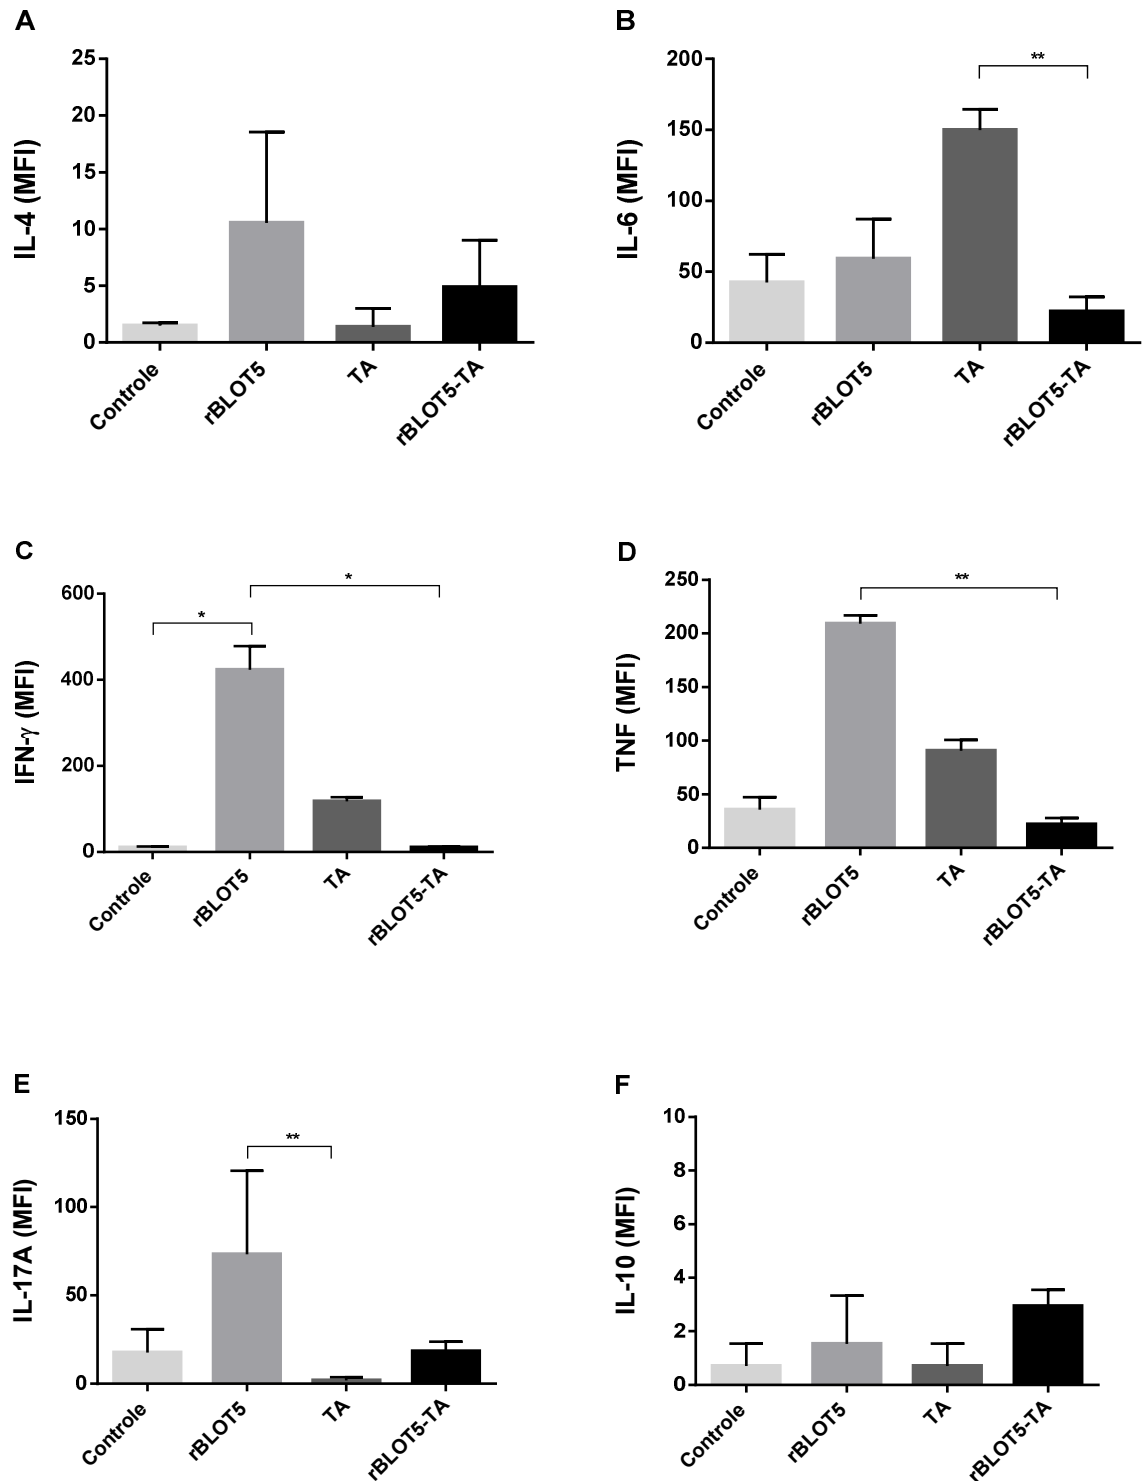 A
25
20
15
10
5
0
IL-4 (MFI)
Controle
rBLOT5
TA
rBLOT5-TA
B
200
150
100
50
0
IL-6 (MFI)
**
Controle
rBLOT5
TA
rBLOT5-TA
C
600
400
200
0
IFN-γ (MFI)
*
*
Controle
rBLOT5
TA
rBLOT5-TA
D
250
200
150
100
50
0
TNF (MFI)
**
Controle
rBLOT5
TA
rBLOT5-TA
E
150
100
50
0
IL-17A (MFI)
**
Controle
rBLOT5
TA
rBLOT5-TA
F
10
8
6
4
2
0
IL-10 (MFI)
Controle
rBLOT5
TA
rBLOT5-TA